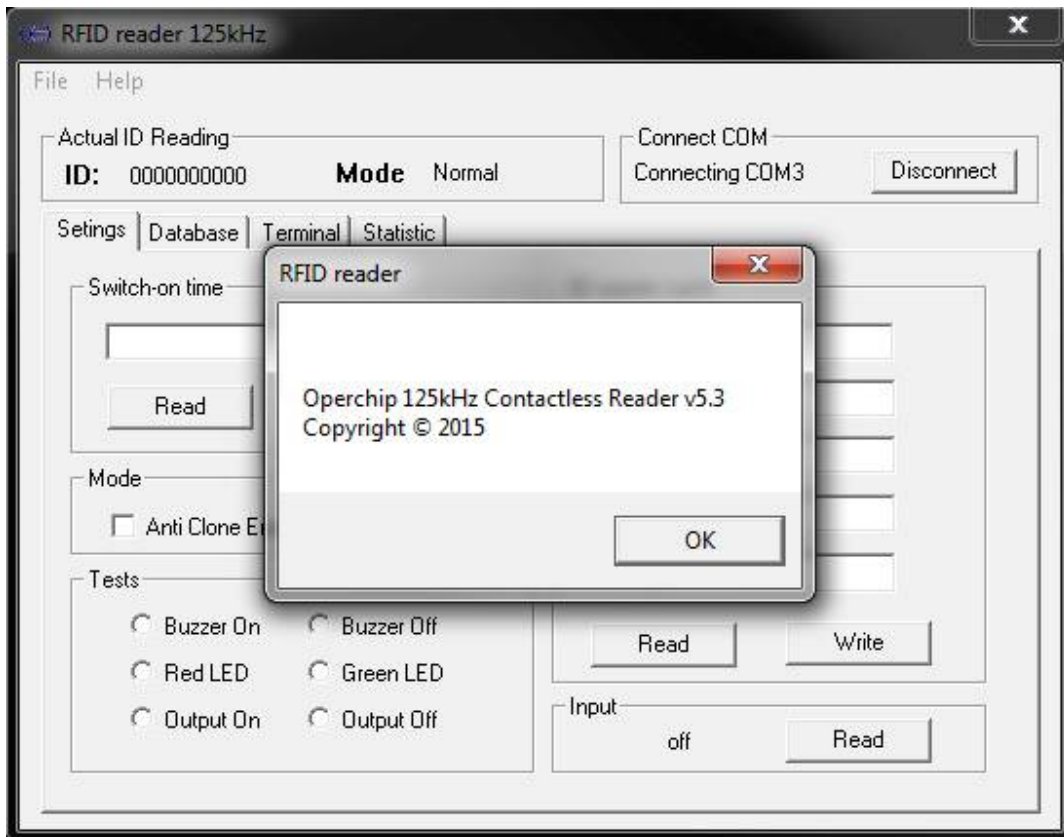 RFID reader 125kHz
File Help
Actual ID Reading
ID: 0000000000 Mode Normal
Connect COM
Connecting COM3 Disconnect
Setings Database Terminal Statistic
Switch-on time
Read
Mode
Anti Clone
Tests
Buzzer On Buzzer Off
Red LED Green LED
Output On Output Off
RFID reader
Operchip 125kHz Contactless Reader v5.3
Copyright © 2015
OK
Read Write
Input
off Read